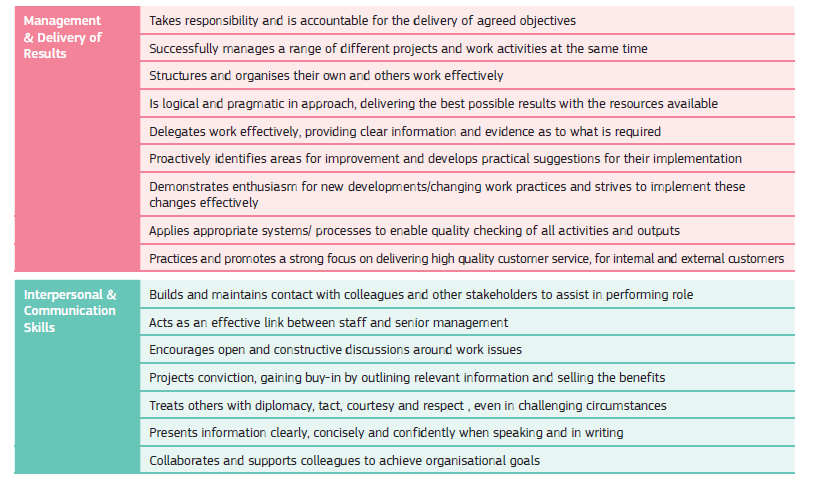 Management
& Delivery of
Results
Takes responsibility and is accountable for the delivery of agreed objectives
Successfully manages a range of different projects and work activities at the same time
Structures and organises their own and others work effectively
Is logical and pragmatic in approach, delivering the best possible results with the resources available
Delegates work effectively, providing clear information and evidence as to what is required
Proactively identifies areas for improvement and develops practical suggestions for their implementation
Demonstrates enthusiasm for new developments/changing work practices and strives to implement these
changes effectively
Applies appropriate systems/ processes to enable quality checking of all activities and outputs
Practices and promotes a strong focus on delivering high quality customer service, for internal and external customers
Interpersonal &
Communication
Skills
Builds and maintains contact with colleagues and other stakeholders to assist in performing role
Acts as an effective link between staff and senior management
Encourages open and constructive discussions around work issues
Projects conviction, gaining buy-in by outlining relevant information and selling the benefits
Treats others with diplomacy, tact, courtesy and respect , even in challenging circumstances
Presents information clearly, concisely and confidently when speaking and in writing
Collaborates and supports colleagues to achieve organisational goals